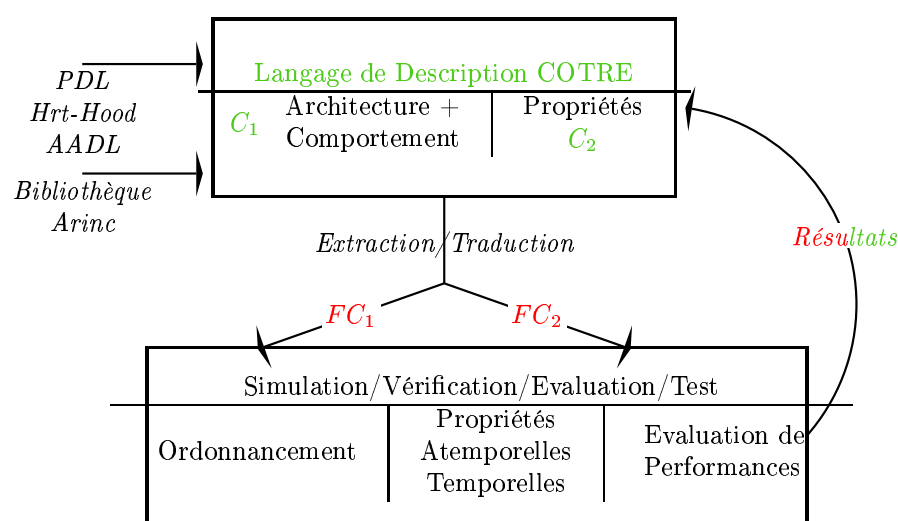 PDL
Hrt-Hood
AADL
Bibliothèque
Arinc
Langage de Description COTRE
C₁
Architecture +
Comportement
Propriétés
C₂
Extraction/Traduction
Résultats
FC₁
FC₂
Simulation/Vérification/Evaluation/Test
Ordonnancement
Propriétés
Atemporelles
Temporelles
Evaluation de
Performances